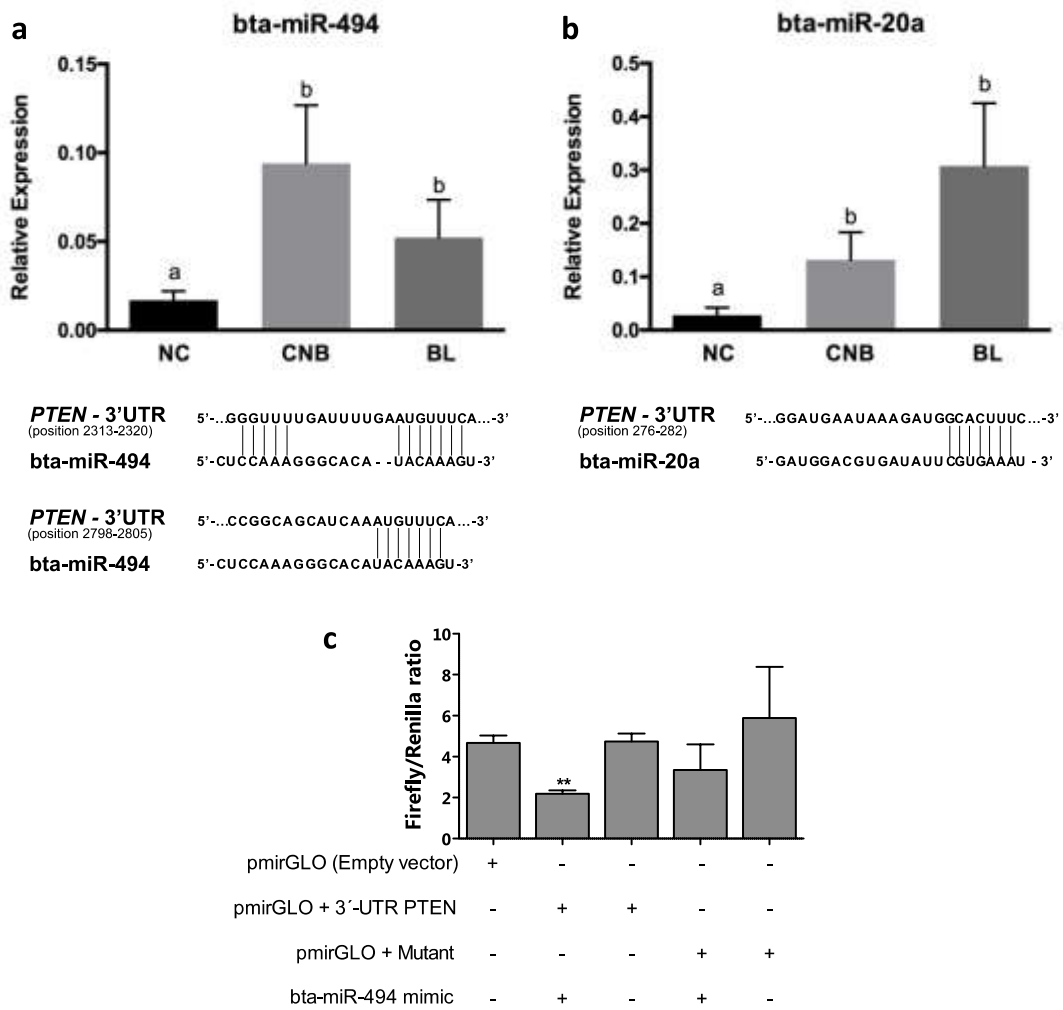 a
bta-miR-494
Relative Expression
0.15
0.10
0.05
0.00
a
b
b
NC CNB BL
b
bta-miR-20a
Relative Expression
0.5
0.4
0.3
0.2
0.1
0.0
a
b
b
NC CNB BL
PTEN - 3'UTR
(position 2313-2320)
5'-...GGGUUUUGAUUUUGAAUGUUUCA...-3'
bta-miR-494
5'-CUCCAAAGGGCACA--UACAAAGU-3'
PTEN - 3'UTR
(position 2798-2805)
5'-...CCGGCAGCAUCAAAUGUUUCA...-3'
bta-miR-494
5'-CUCCAAAGGGCACAUACAAAGU-3'
PTEN - 3'UTR
(position 276-282)
5'-...GGAUGAAUAAAGAUGGCACUUUC...-3'
bta-miR-20a
5'-GAUGGACGUGAUAUUCGUGAAAU - 3'
c
Firefly/Renilla ratio
10
8
6
4
2
0
**
pmirGLO (Empty vector) + - - - -
pmirGLO + 3´-UTR PTEN - + + - -
pmirGLO + Mutant - - - + +
bta-miR-494 mimic - + - + -